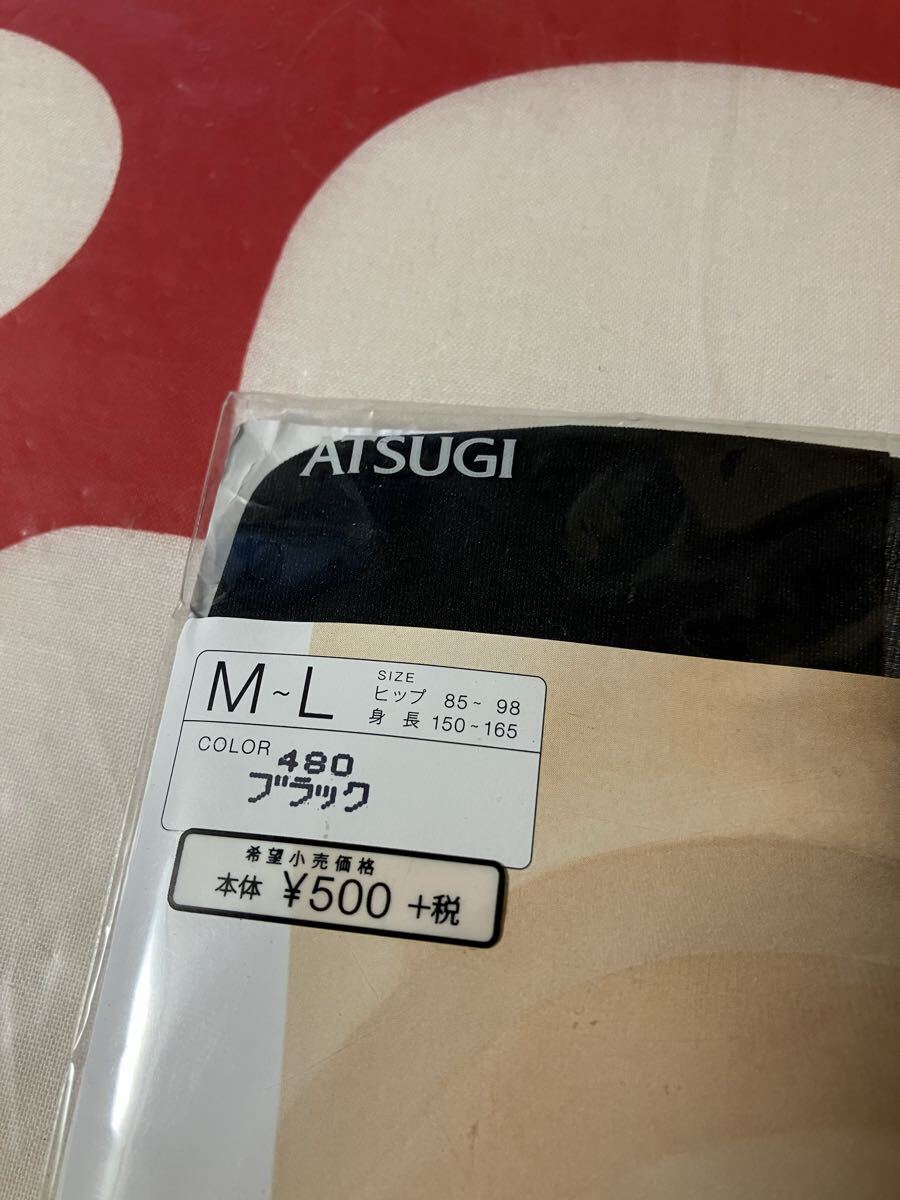 ATSUGI
M~L
SIZE
ヒップ 85~ 98
身長 150~165
COLOR 480
ブラック
希望小売価格
本体 ¥500 +税